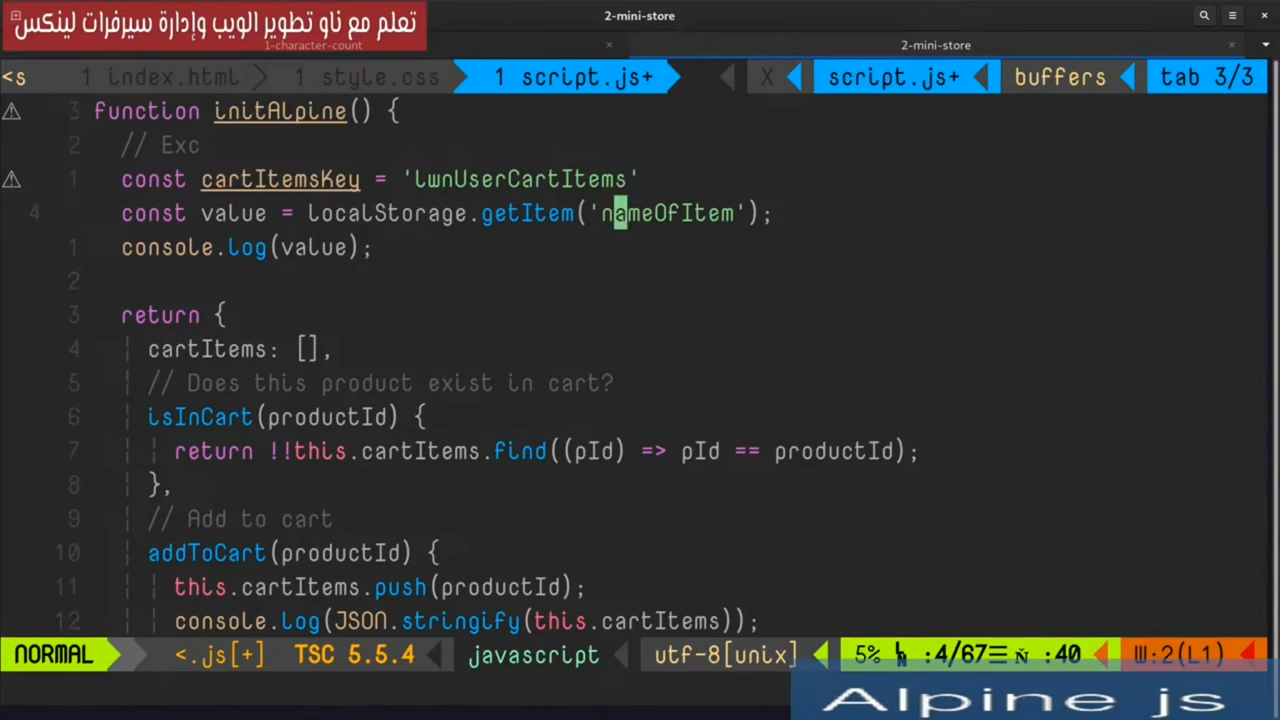 2-mini-store
تعلم مع ناو تطوير الويب وإدارة سيرفرات لينكس
1-character-count
2-mini-store
<s 1 index.html 1 style.css 1 script.js+ X script.js+ buffers tab 3/3
3 function initAlpine() {
2 // Exc
1 const cartItemsKey = 'lwnUserCartItems'
4 const value = localStorage.getItem('nameOfItem');
1 console.log(value);
2
3 return {
4 cartItems: [],
5 // Does this product exist in cart?
6 isInCart(productId) {
7 return !!this.cartItems.find((pId) => pId == productId);
8 },
9 // Add to cart
10 addToCart(productId) {
11 this.cartItems.push(productId);
12 console.log(JSON.stringify(this.cartItems));
NORMAL <.js[+] TSC 5.5.4 javascript utf-8[unix] 5% :4/67 :40 W:2(L1)
Alpine js